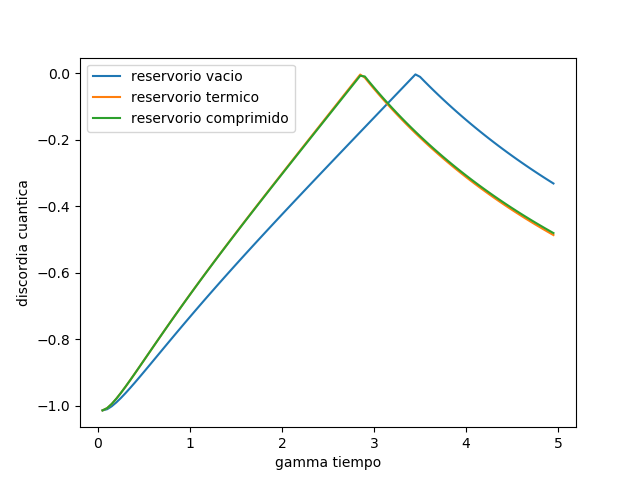 reservorio vacio
reservorio termico
reservorio comprimido
0.0
−0.2
−0.4
−0.6
−0.8
−1.0
discordia cuantica
0 1 2 3 4 5
gamma tiempo